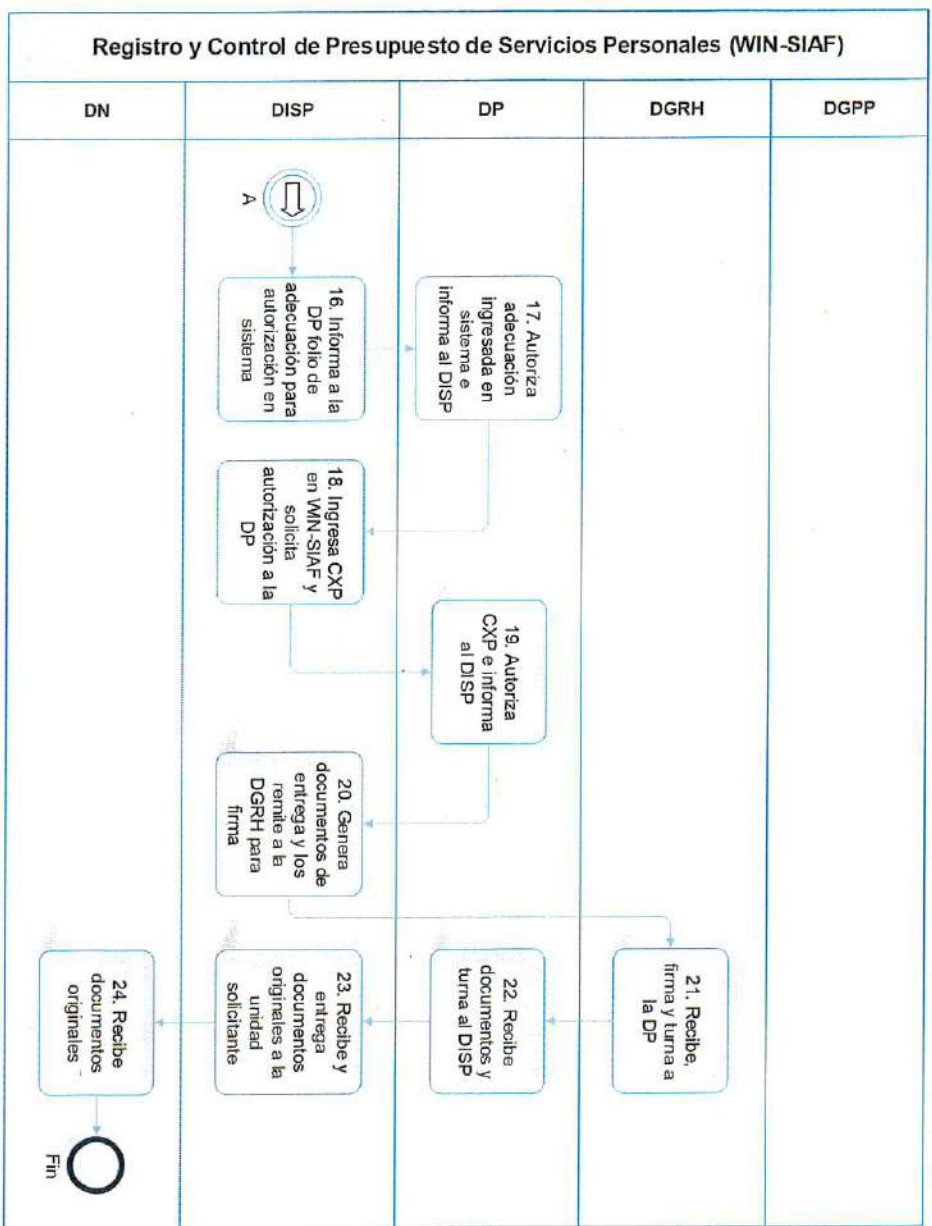 Registro y Control de Presupuesto de Servicios Personales (WIN-SIAF)
DN
DISP
DP
DGRH
DGPP
A
16. Informa a la
DP folio de
adecuación para
autorización en
sistema
17. Autoriza
adecuación
ingresada en
sistema e
informa al DISP
18. Ingresa CXP
en WIN-SIAF y
solicita
autorización a la
DP
19. Autoriza
CXP e informa
al DISP
20. Genera
documentos de
entrega y los
remite a la
DGRH para
firma
21. Recibe,
firma y turna a
la DP
22. Recibe
documentos y
turna al DISP
23. Recibe y
entrega
documentos
originales a la
unidad
solicitante
24. Recibe
documentos
originales
Fin